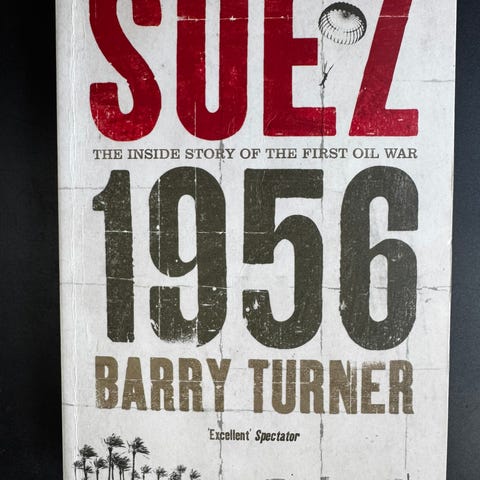 SUEZ
THE INSIDE STORY OF THE FIRST OIL WAR
1956
BARRY TURNER
'Excellent' Spectator